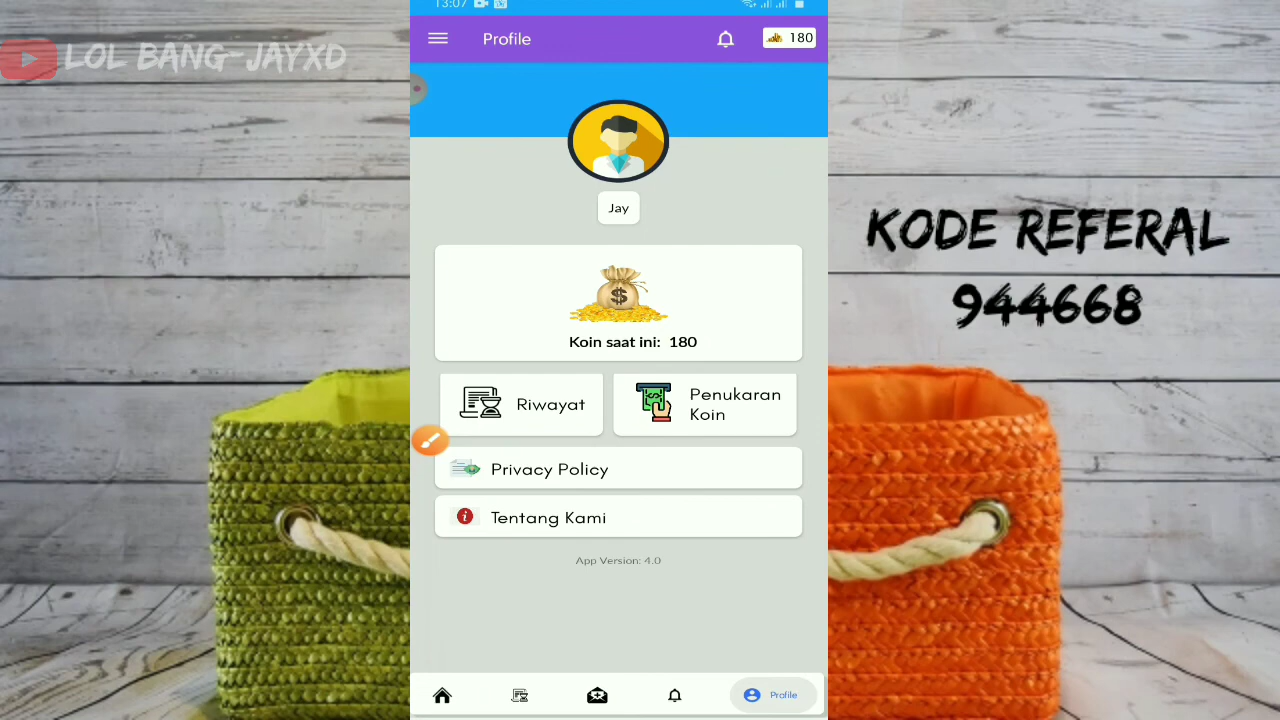 13:07
Profile
180
LOL BANG-JAYXD
Jay
KODE REFERAL
944668
$
Koin saat ini: 180
Riwayat
Penukaran
Koin
Privacy Policy
Tentang Kami
App Version: 4.0
Profile